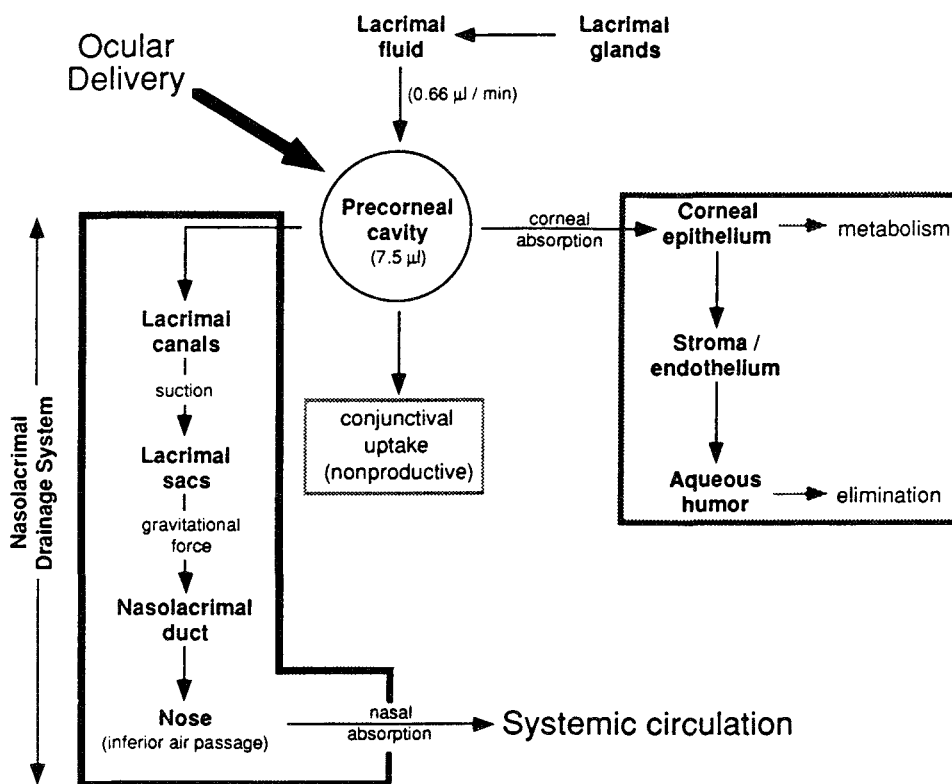 Ocular
Delivery
Lacrimal
fluid
Lacrimal
glands
(0.66 µl / min)
Precorneal
cavity
(7.5 µl)
corneal
absorption
Corneal
epithelium
metabolism
Stroma /
endothelium
Aqueous
humor
elimination
conjunctival
uptake
(nonproductive)
Nasolacrimal
Drainage System
Lacrimal
canals
suction
Lacrimal
sacs
gravitational
force
Nasolacrimal
duct
Nose
(inferior air passage)
nasal
absorption
Systemic circulation